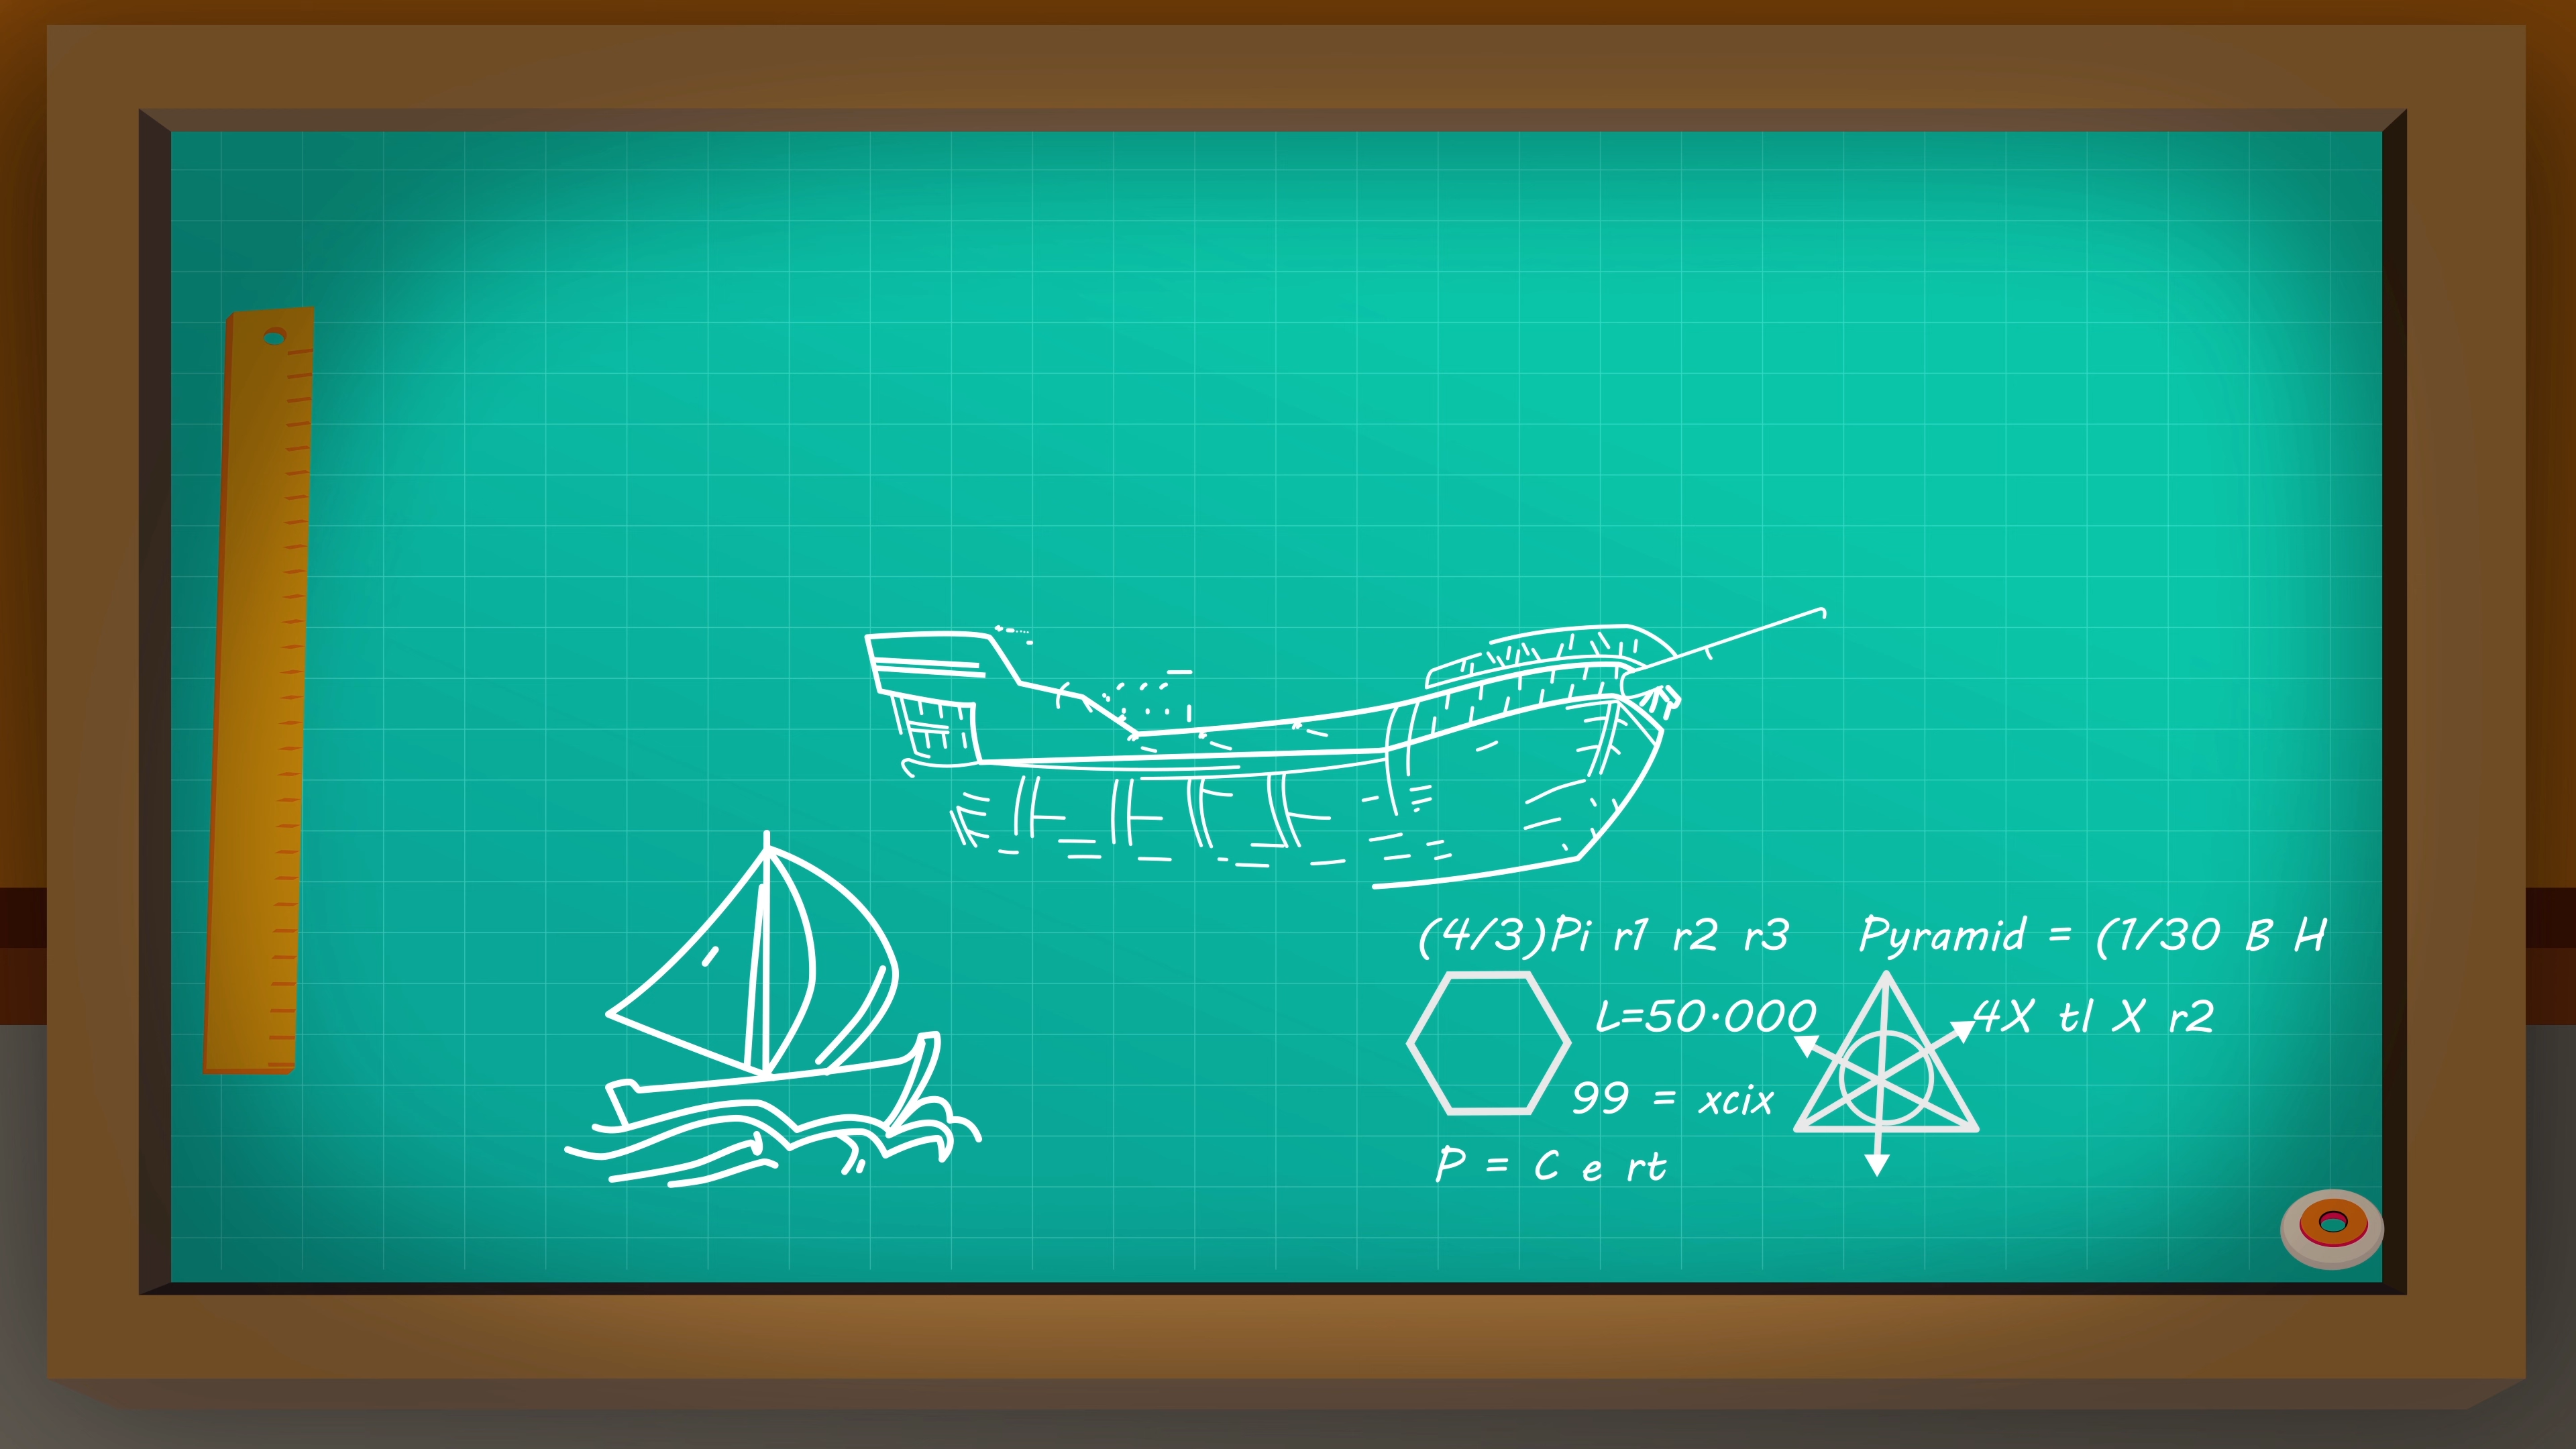 (4/3)Pi r1 r2 r3 Pyramid = (1/30 B H
L=50·000 4X tl X r2
99 = xcix
P = C e rt